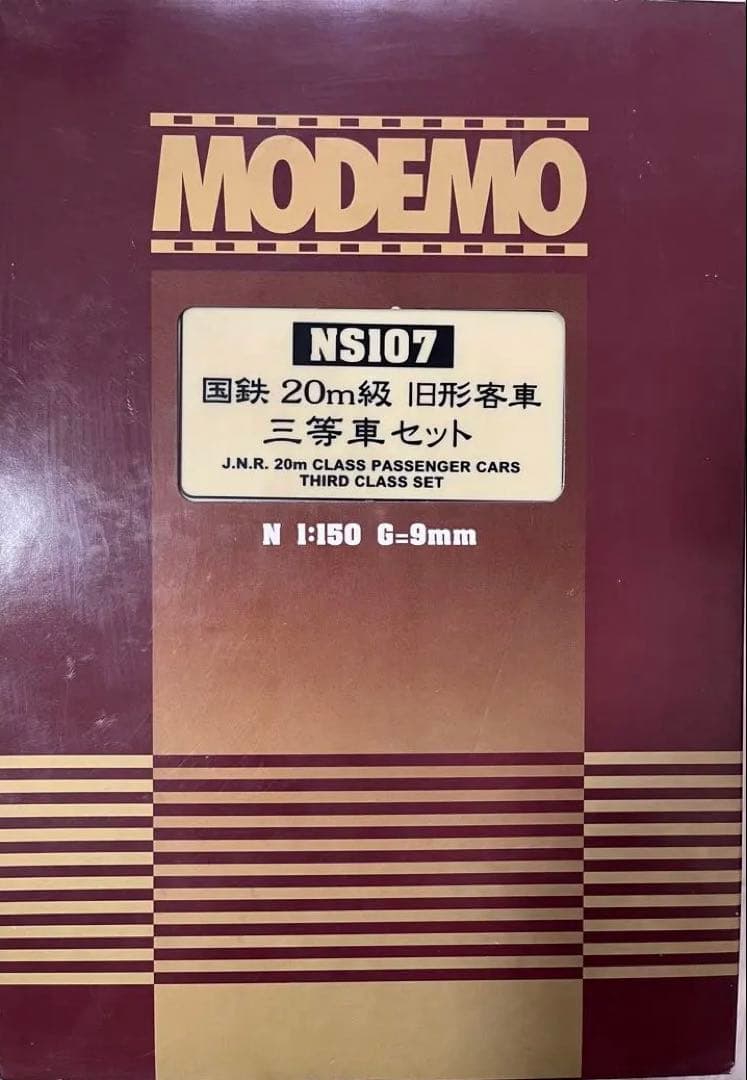 MODEMO
NS107
国鉄 20m級 旧形客車
三等車セット
J.N.R. 20m CLASS PASSENGER CARS
THIRD CLASS SET
N 1:150 G=9mm